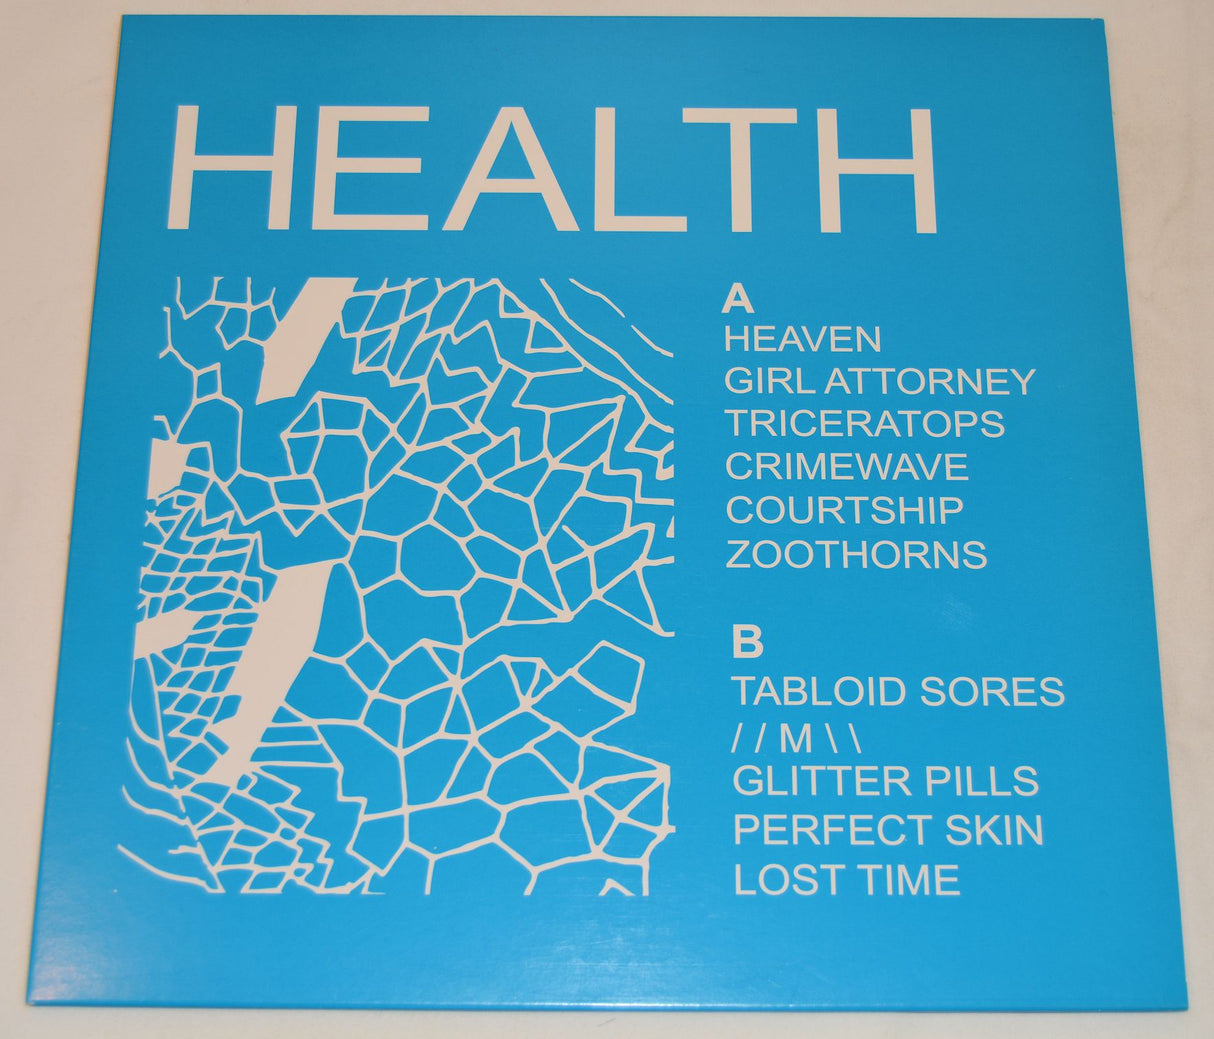 HEALTH
A
HEAVEN
GIRL ATTORNEY
TRICERATOPS
CRIMEWAVE
COURTSHIP
ZOOTHORNS
B
TABLOID SORES
/ / M \ \
GLITTER PILLS
PERFECT SKIN
LOST TIME